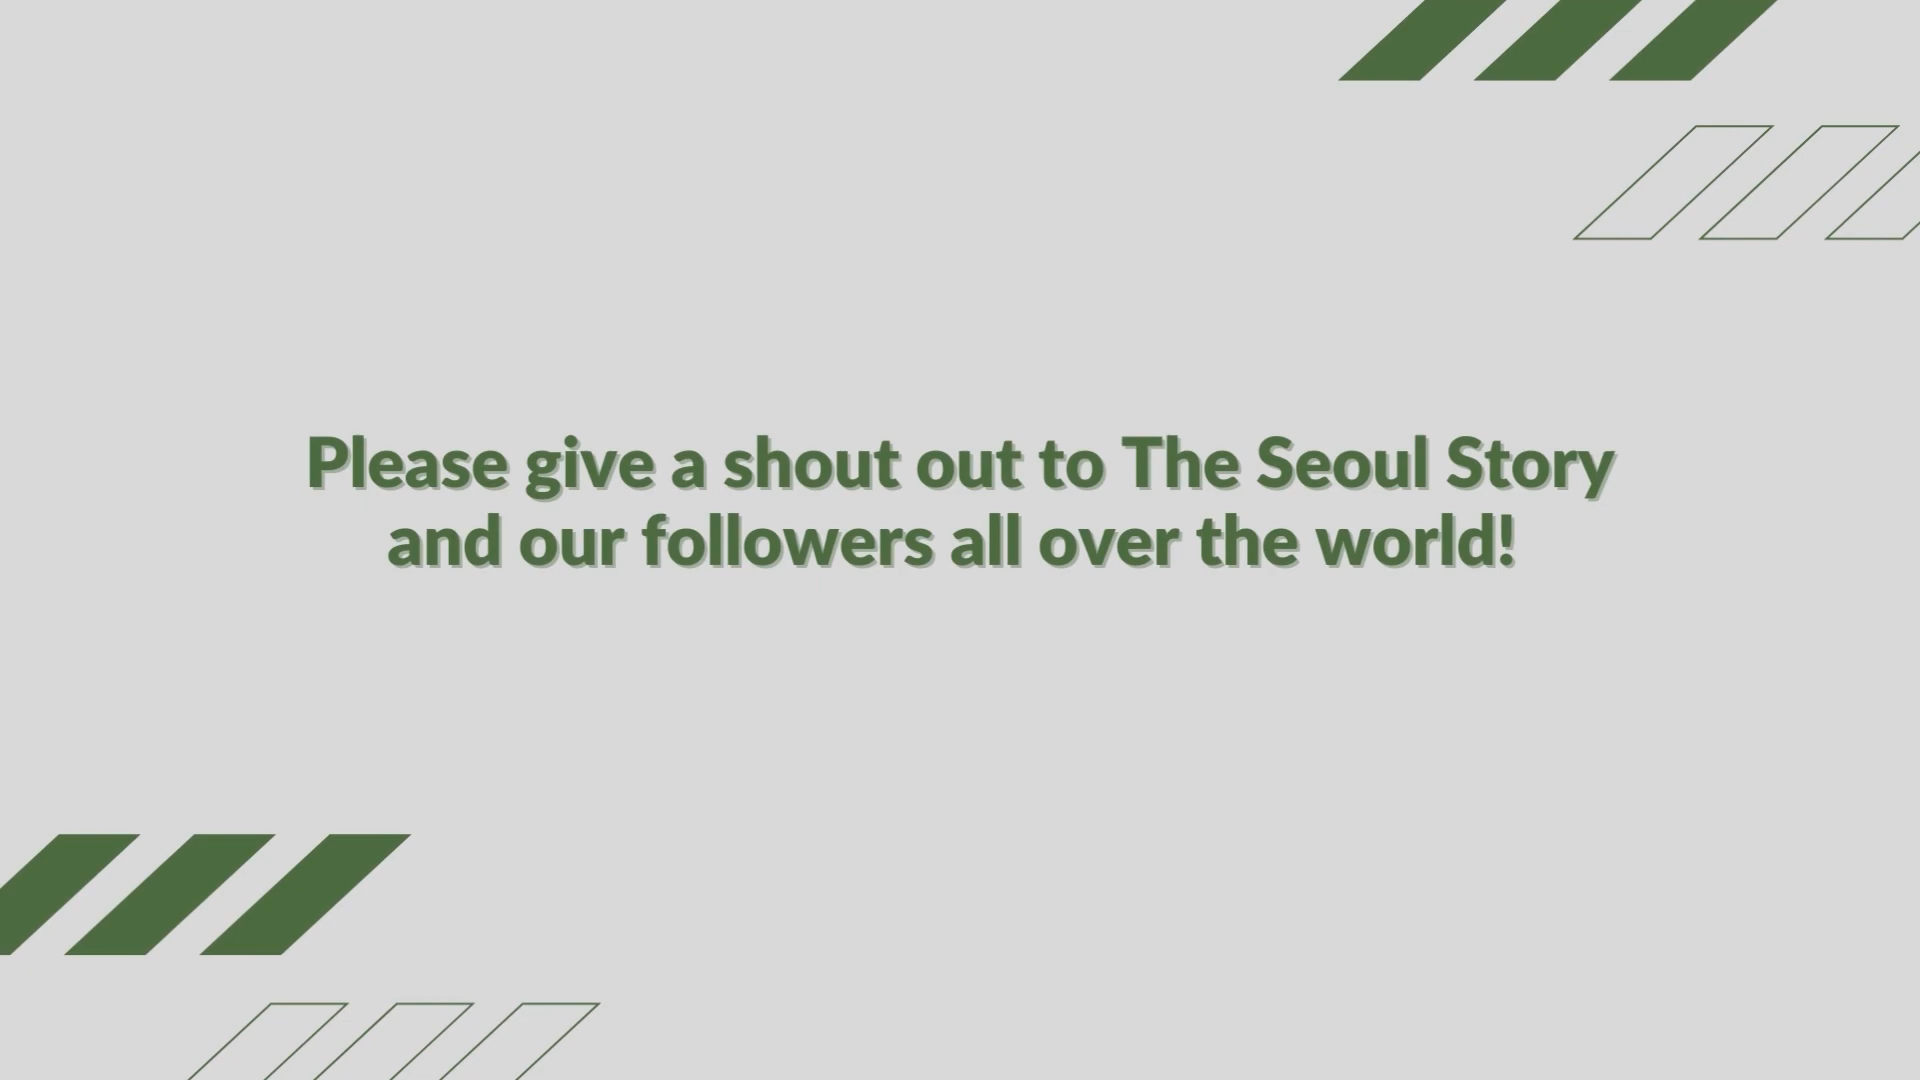 Please give a shout out to The Seoul Story
and our followers all over the world!